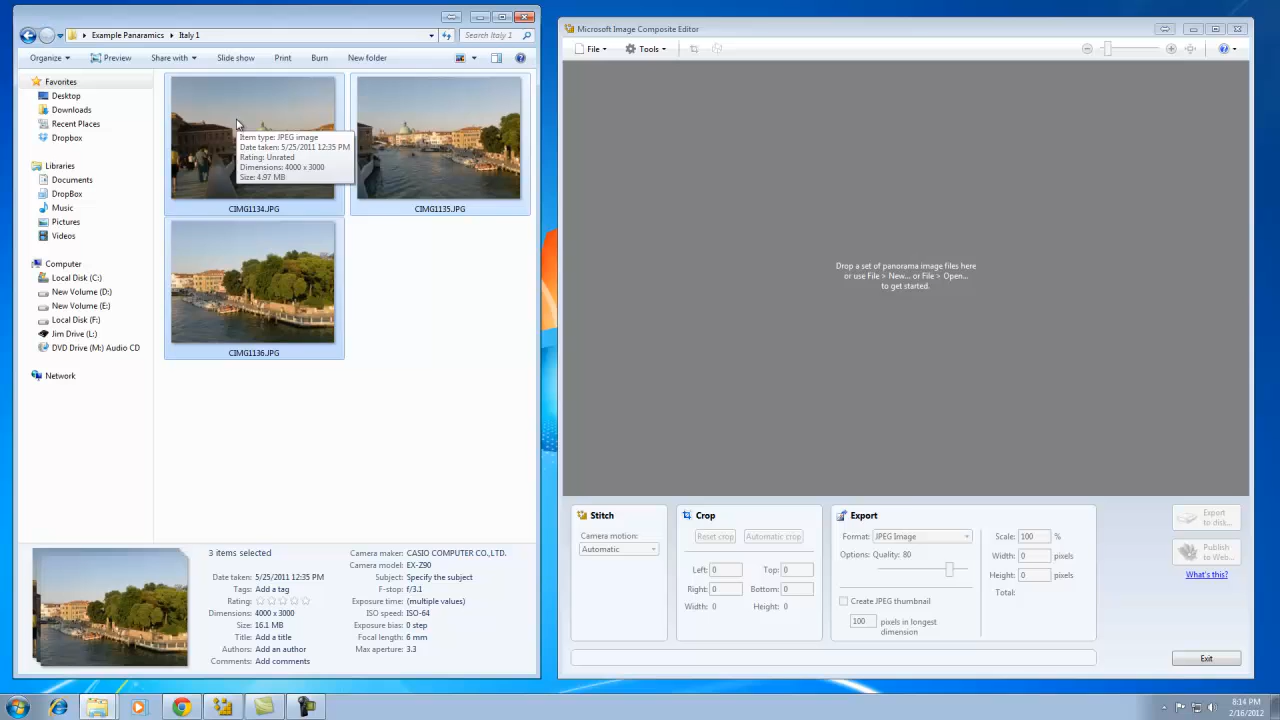 Example Panaramics
Italy 1
Search Italy 1
Organize
Preview
Share with
Slide show
Print
Burn
New folder
Favorites
Desktop
Downloads
Recent Places
Dropbox
Libraries
Documents
DropBox
Music
Pictures
Videos
Computer
Local Disk (C:)
New Volume (D:)
New Volume (E:)
Local Disk (F:)
Jim Drive (L:)
DVD Drive (M:) Audio CD
Network
Item type: JPEG image
Date taken: 5/25/2011 12:35 PM
Rating: Unrated
Dimensions: 4000 x 3000
Size: 4.97 MB
CIMG1134.JPG
CIMG1135.JPG
CIMG1136.JPG
3 items selected
Date taken: 5/25/2011 12:35 PM
Tags: Add a tag
Rating:
Dimensions: 4000 x 3000
Size: 16.1 MB
Title: Add a title
Authors: Add an author
Comments: Add comments
Camera maker: CASIO COMPUTER CO.,LTD.
Camera model: EX-Z90
Subject: Specify the subject
F-stop: f/3.1
Exposure time: (multiple values)
ISO speed: ISO-64
Exposure bias: 0 step
Focal length: 6 mm
Max aperture: 3.3
Microsoft Image Composite Editor
File
Tools
Drop a set of panorama image files here
or use File > New... or File > Open...
to get started.
Stitch
Camera motion:
Automatic
Crop
Reset crop
Automatic crop
Left: 0
Top: 0
Right: 0
Bottom: 0
Width: 0
Height: 0
Export
Format: JPEG Image
Options: Quality: 80
Create JPEG thumbnail
100 pixels in longest
dimension
Scale: 100 %
Width: 0 pixels
Height: 0 pixels
Total:
Export
to disk...
Publish
to Web...
What's this?
Exit
8:14 PM
2/16/2012